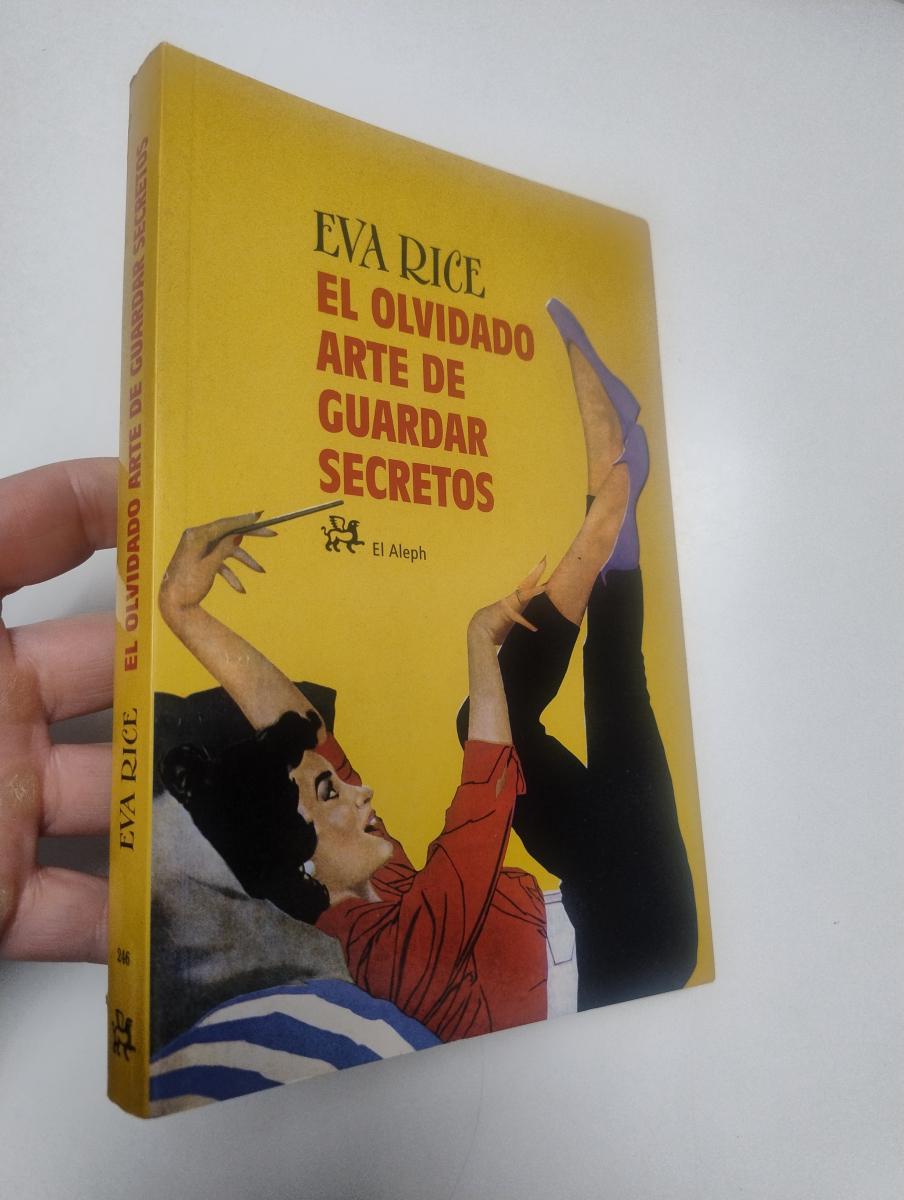 EVA RICE
EL OLVIDADO
ARTE DE
GUARDAR
SECRETOS
El Aleph
EVA RICE EL OLVIDADO ARTE DE GUARDAR SECRETOS
246